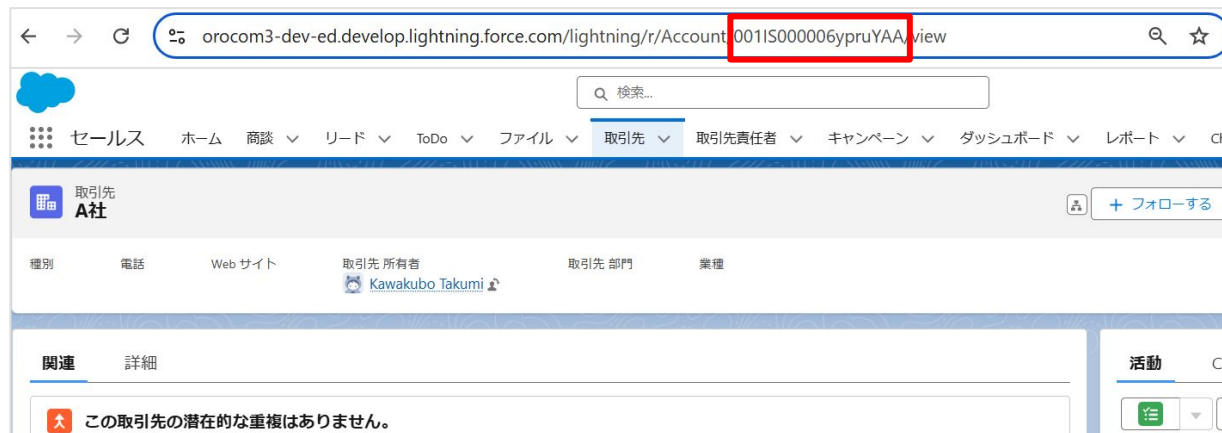 orocom3-dev-ed.develop.lightning.force.com/lightning/r/Account/001IS000006ypruYAA/view
検索...
セールス ホーム 商談 リード ToDo ファイル 取引先 取引先責任者 キャンペーン ダッシュボード レポート
取引先
A社
+ フォローする
種別 電話 Web サイト 取引先 所有者 取引先 部門 業種
Kawakubo Takumi
関連 詳細
活動
この取引先の潜在的な重複はありません。